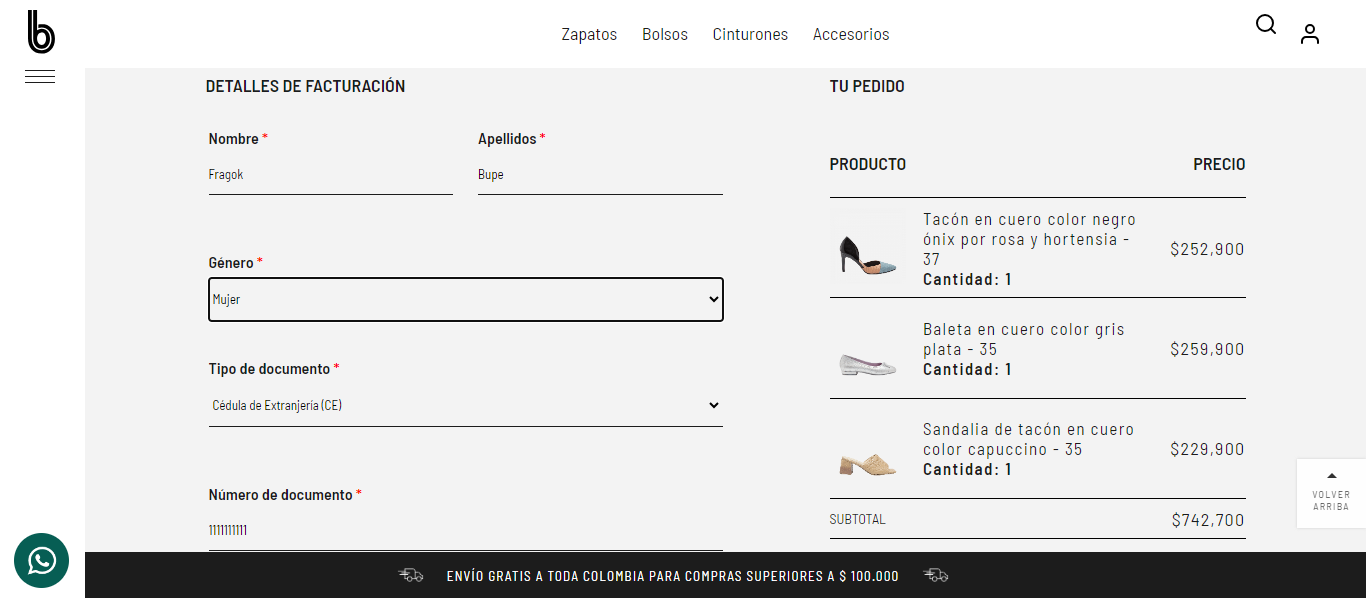 b
Zapatos Bolsos Cinturones Accesorios
DETALLES DE FACTURACIÓN
Nombre *
Apellidos *
Fragok
Bupe
Género *
Mujer
Tipo de documento *
Cédula de Extranjería (CE)
Número de documento *
1111111111
TU PEDIDO
PRODUCTO PRECIO
Tacón en cuero color negro
ónix por rosa y hortensia -
37
Cantidad: 1
$252,900
Baleta en cuero color gris
plata - 35
Cantidad: 1
$259,900
Sandalia de tacón en cuero
color capuccino - 35
Cantidad: 1
$229,900
SUBTOTAL $742,700
VOLVER
ARRIBA
ENVÍO GRATIS A TODA COLOMBIA PARA COMPRAS SUPERIORES A $ 100.000